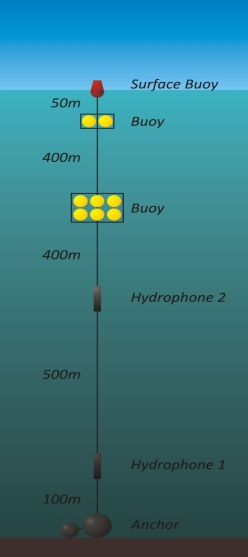 Surface Buoy
50m
Buoy
400m
Buoy
400m
Hydrophone 2
500m
Hydrophone 1
100m
Anchor